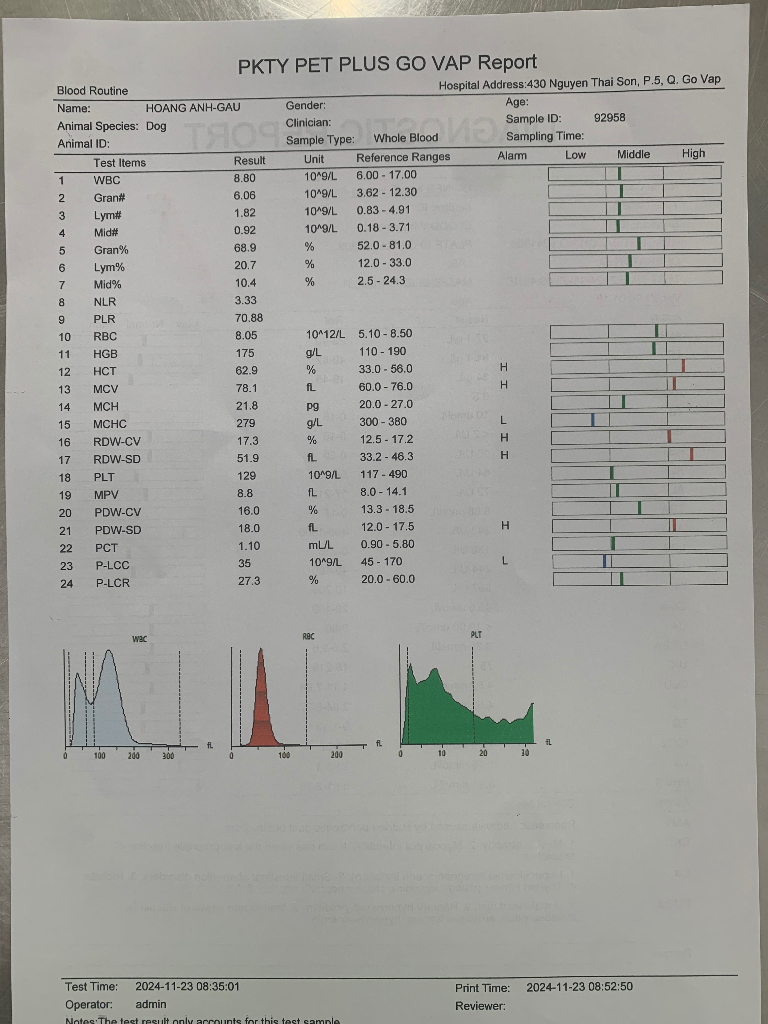 PKTY PET PLUS GO VAP Report
Blood Routine Hospital Address:430 Nguyen Thai Son, P.5, Q. Go Vap
Name: HOANG ANH-GAU Gender: Age:
Animal Species: Dog Clinician: Sample ID: 92958
Animal ID: Sample Type: Whole Blood Sampling Time:
Test Items Result Unit Reference Ranges Alarm Low Middle High
1 WBC 8.80 10^9/L 6.00 - 17.00
2 Gran# 6.06 10^9/L 3.62 - 12.30
3 Lym# 1.82 10^9/L 0.83 - 4.91
4 Mid# 0.92 10^9/L 0.18 - 3.71
5 Gran% 68.9 % 52.0 - 81.0
6 Lym% 20.7 % 12.0 - 33.0
7 Mid% 10.4 % 2.5 - 24.3
8 NLR 3.33
9 PLR 70.88
10 RBC 8.05 10^12/L 5.10 - 8.50
11 HGB 175 g/L 110 - 190
12 HCT 62.9 % 33.0 - 56.0 H
13 MCV 78.1 fL 60.0 - 76.0 H
14 MCH 21.8 pg 20.0 - 27.0
15 MCHC 279 g/L 300 - 380 L
16 RDW-CV 17.3 % 12.5 - 17.2 H
17 RDW-SD 51.9 fL 33.2 - 46.3 H
18 PLT 129 10^9/L 117 - 490
19 MPV 8.8 fL 8.0 - 14.1
20 PDW-CV 16.0 % 13.3 - 18.5
21 PDW-SD 18.0 fL 12.0 - 17.5 H
22 PCT 1.10 mL/L 0.90 - 5.80
23 P-LCC 35 10^9/L 45 - 170 L
24 P-LCR 27.3 % 20.0 - 60.0
WBC RBC PLT
0 100 200 300 fL 0 100 200 fL 0 10 20 30 fL
Test Time: 2024-11-23 08:35:01 Print Time: 2024-11-23 08:52:50
Operator: admin Reviewer:
Notes:The test result only accounts for this test sample.